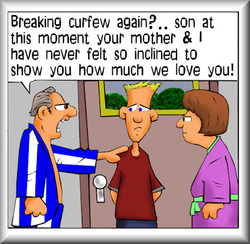 Breaking curfew again?.. son at
this moment your mother & I
have never felt so inclined to
show you how much we love you!